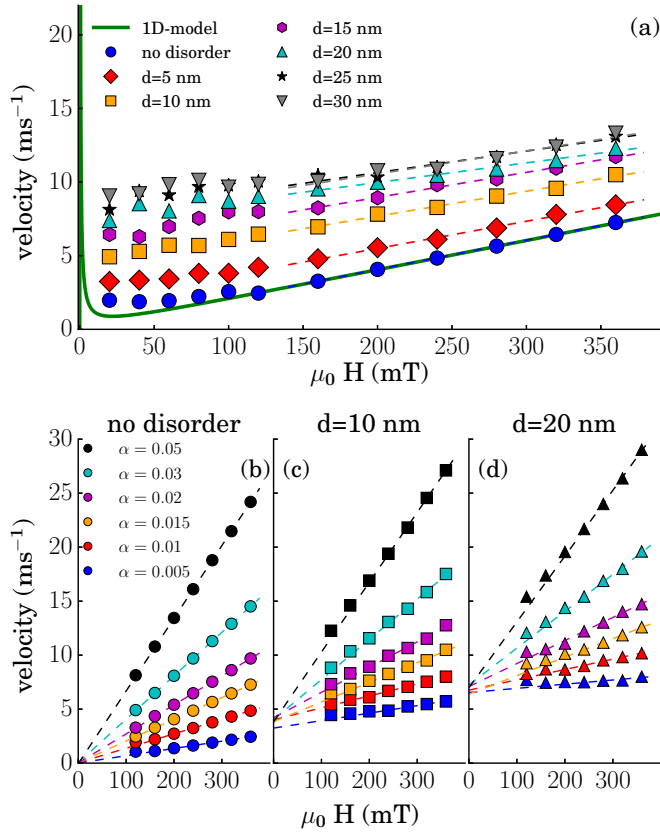 (a)
1D-model
no disorder
d=5 nm
d=10 nm
d=15 nm
d=20 nm
d=25 nm
d=30 nm
velocity (ms⁻¹)
20
15
10
5
0
0 50 100 150 200 250 300 350
μ₀ H (mT)
no disorder
d=10 nm
d=20 nm
(b)
(c)
(d)
α = 0.05
α = 0.03
α = 0.02
α = 0.015
α = 0.01
α = 0.005
velocity (ms⁻¹)
30
25
20
15
10
5
0
0 100 200 300 0 100 200 300 0 100 200 300
μ₀ H (mT)